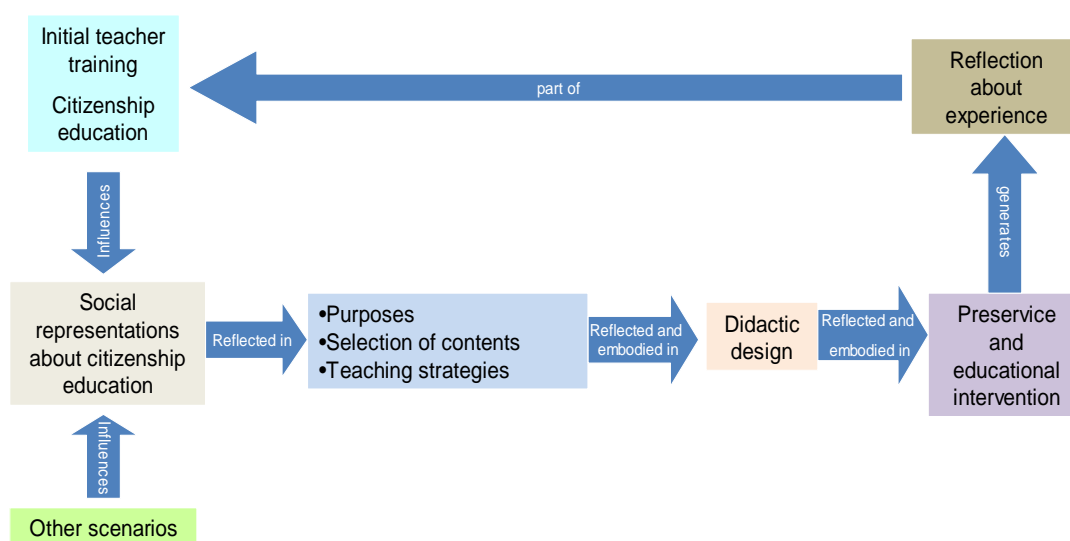 Initial teacher
training
Citizenship
education
part of
Reflection
about
experience
Influences
generates
Social
representations
about citizenship
education
Reflected in
•Purposes
•Selection of contents
•Teaching strategies
Reflected and
embodied in
Didactic
design
Reflected and
embodied in
Preservice
and
educational
intervention
Influences
Other scenarios